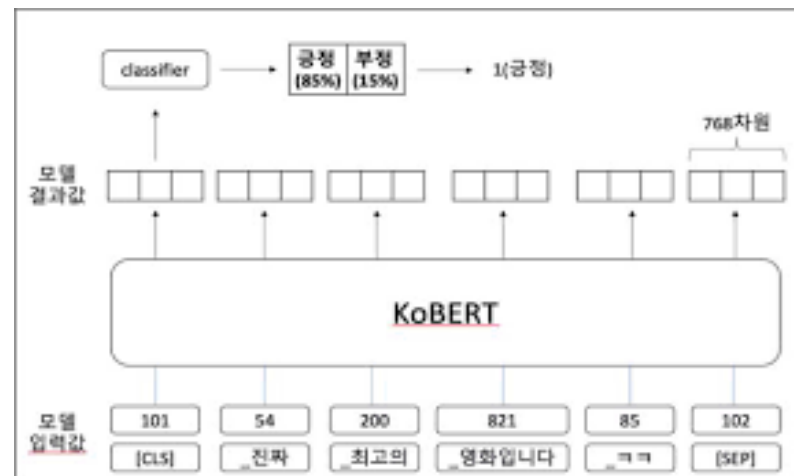 classifier
긍정 부정
(85%) (15%)
1(긍정)
768차원
모델
결과값
KoBERT
모델
입력값
101 54 200 821 85 102
[CLS] _진짜 _최고의 _영화입니다 _ㅋㅋ [SEP]